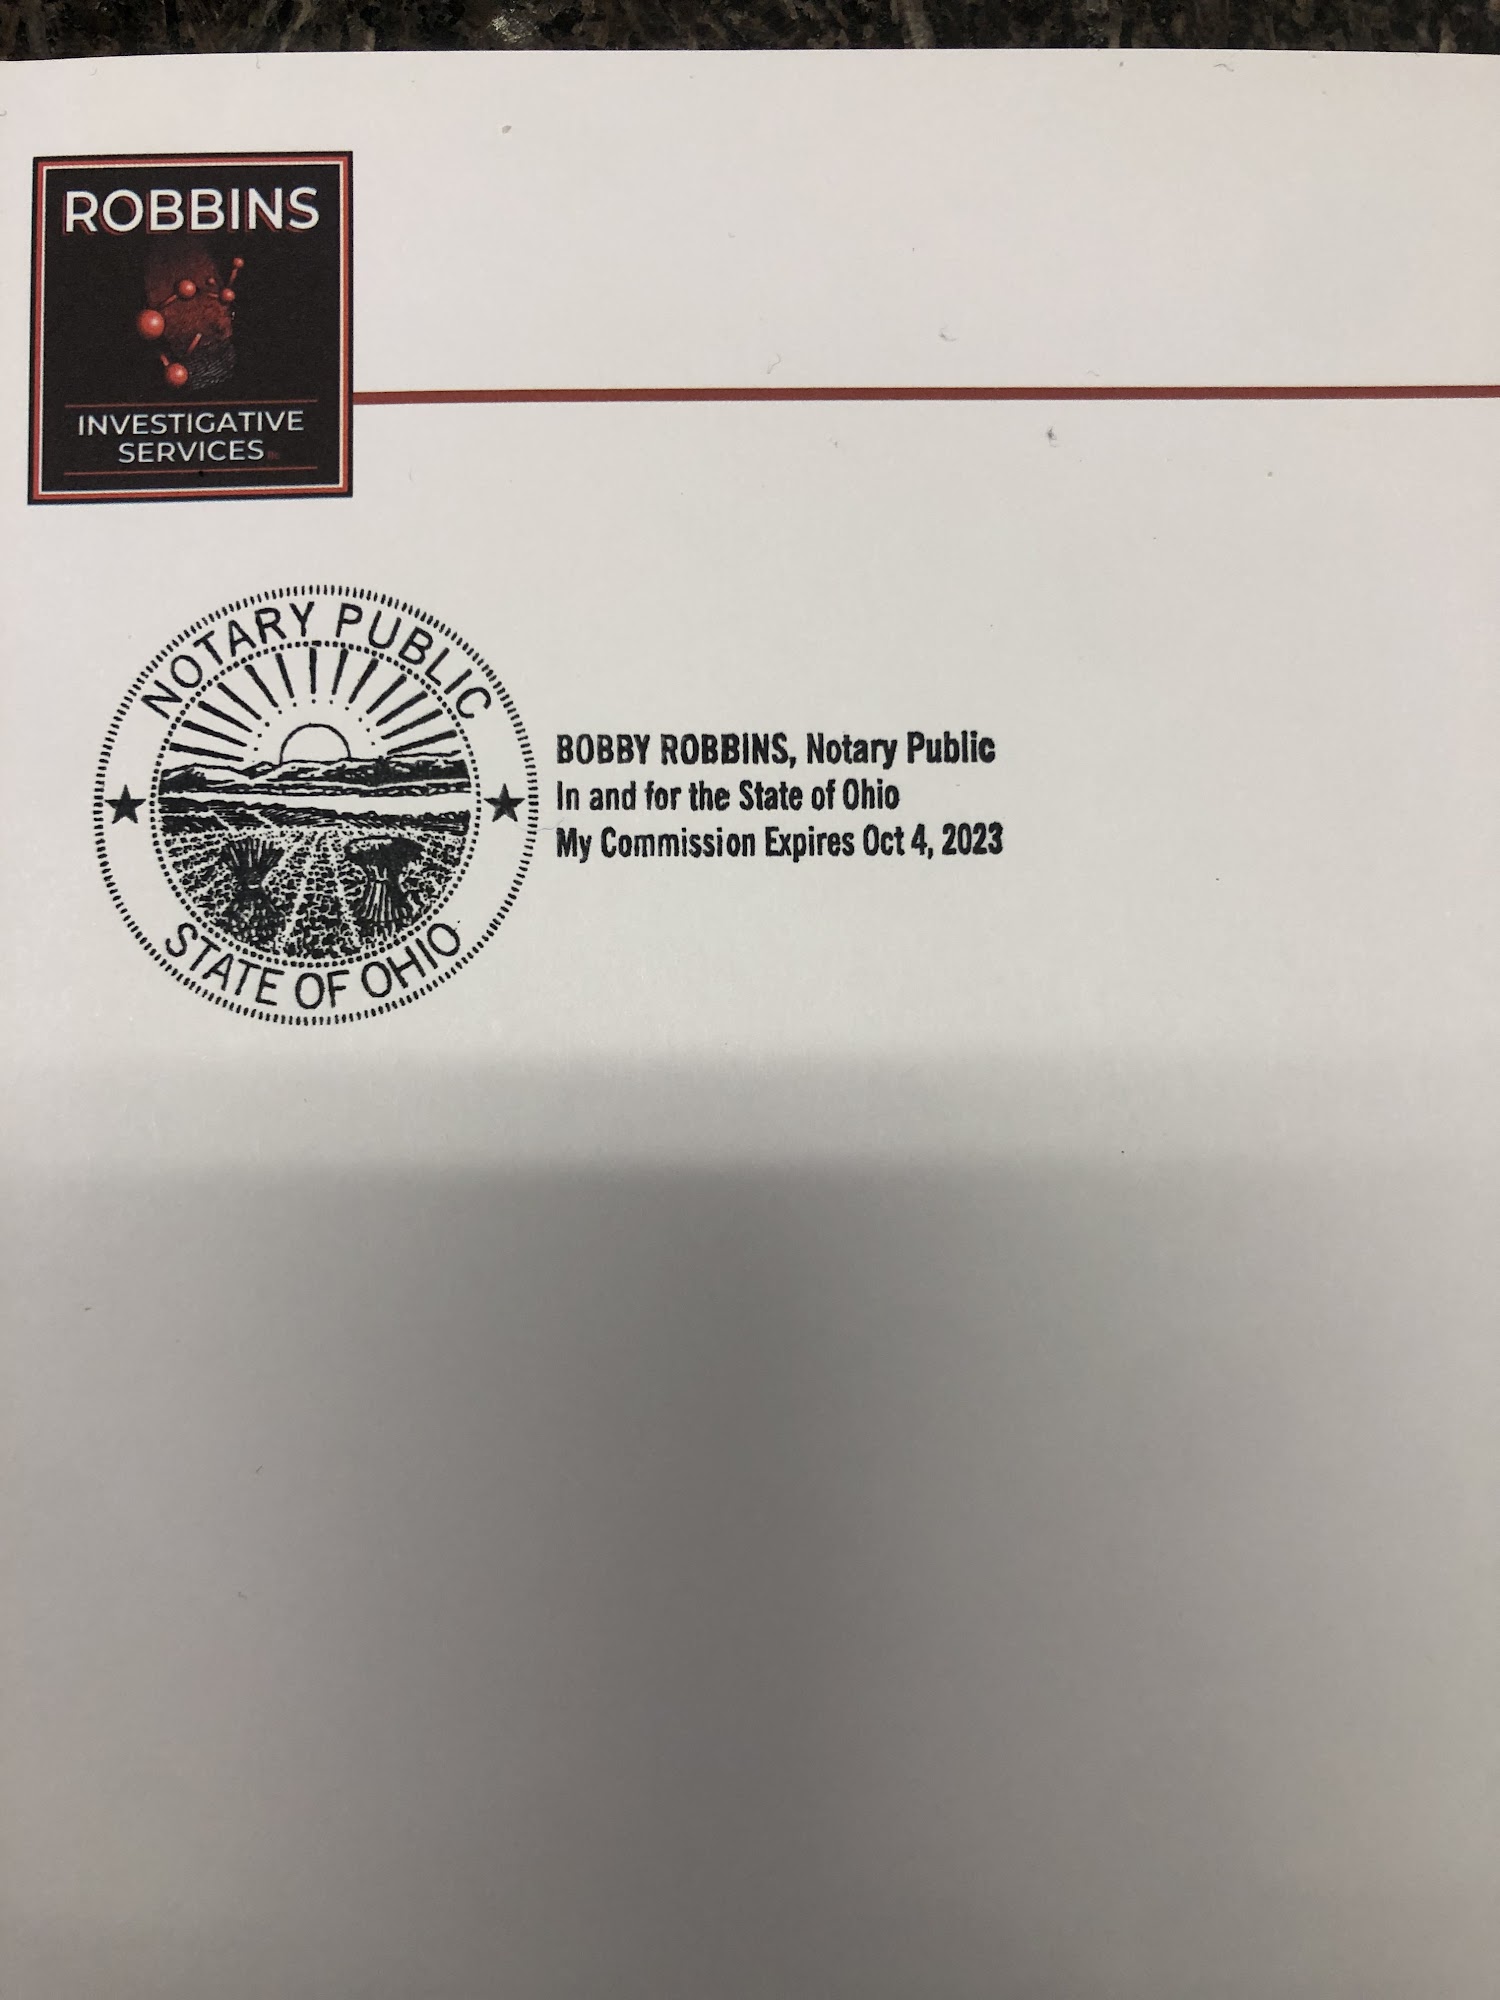 ROBBINS
INVESTIGATIVE
SERVICES llc
NOTARY PUBLIC
STATE OF OHIO
BOBBY ROBBINS, Notary Public
In and for the State of Ohio
My Commission Expires Oct 4, 2023